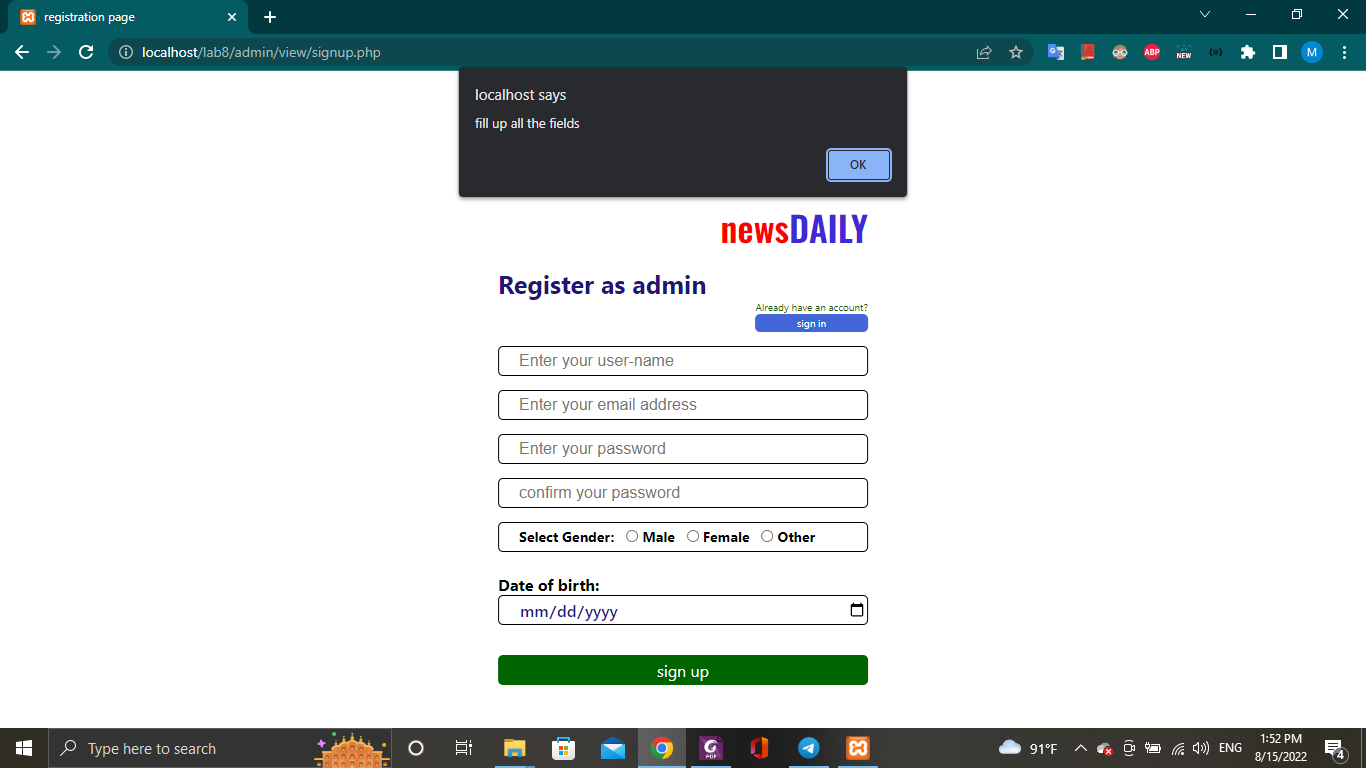 registration page
localhost/lab8/admin/view/signup.php
ABP
NEW
M
localhost says
fill up all the fields
OK
newsDAILY
Register as admin
Already have an account?
sign in
Enter your user-name
Enter your email address
Enter your password
confirm your password
Select Gender: Male Female Other
Date of birth:
mm/dd/yyyy
sign up
Type here to search
PDF
91°F
ENG
1:52 PM
8/15/2022
4